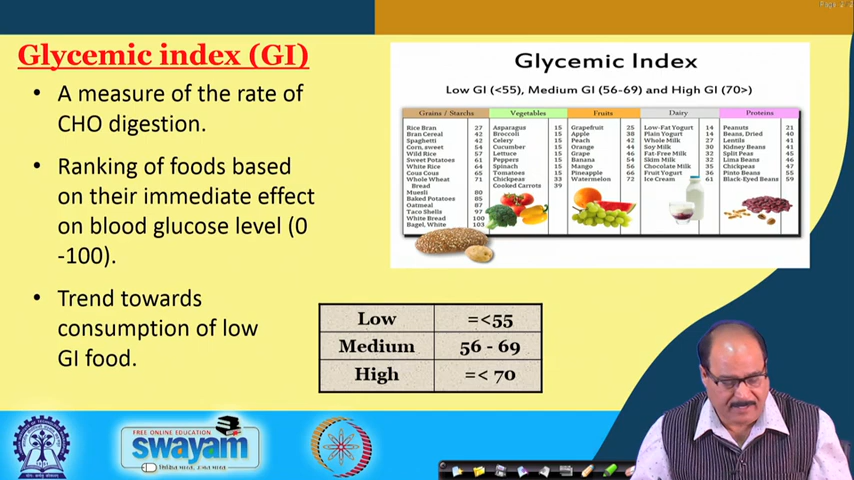 Glycemic index (GI)
• A measure of the rate of
CHO digestion.
• Ranking of foods based
on their immediate effect
on blood glucose level (0
-100).
• Trend towards
consumption of low
GI food.
Glycemic Index
Low GI (<55), Medium GI (56-69) and High GI (70>)
Grains / Starchs
Rice Bran 27
Bran Cereal 42
Spaghetti 42
Corn, sweet 54
Wild Rice 57
Sweet Potatoes 61
White Rice 64
Cous Cous 65
Whole Wheat 71
Bread
Muesli 80
Baked Potatoes 85
Oatmeal 87
Taco Shells 97
White Bread 100
Bagel, White 103
Vegetables
Asparagus 15
Broccoli 15
Celery 15
Cucumber 15
Lettuce 15
Peppers 15
Spinach 15
Tomatoes 15
Chickpeas 33
Cooked Carrots 39
Fruits
Grapefruit 25
Apple 38
Peach 42
Orange 44
Grape 46
Banana 54
Mango 56
Pineapple 66
Watermelon 72
Dairy
Low-Fat Yogurt 14
Plain Yogurt 14
Whole Milk 27
Soy Milk 30
Fat Free Milk 32
Skim Milk 32
Chocolate Milk 35
Fruit Yogurt 36
Ice Cream 61
Proteins
Peanuts 21
Beans, Dried 40
Lentils 41
Kidney Beans 41
Split Peas 45
Lima Beans 46
Chickpeas 47
Pinto Beans 55
Black-Eyed Beans 59
Low =<55
Medium 56 - 69
High =< 70
FREE ONLINE EDUCATION
swayam